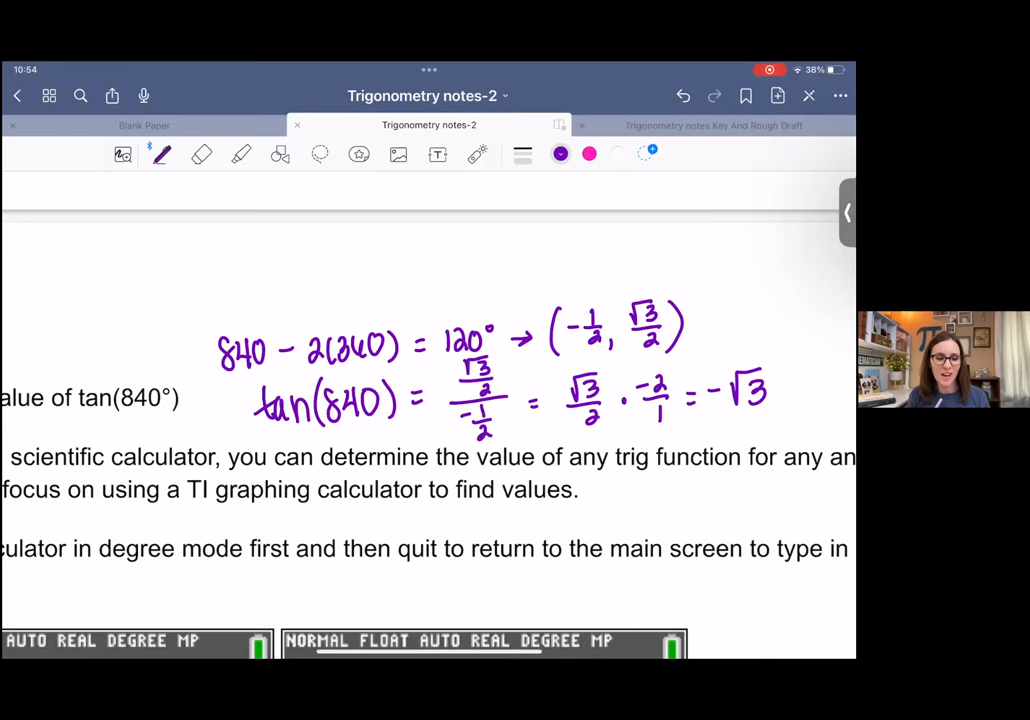 10:54
38%
Trigonometry notes-2
Blank Paper
Trigonometry notes-2
Trigonometry notes Key And Rough Draft
840 - 2(360) = 120° → (-1/2, √3/2)
alue of tan(840°)
tan(840) = (√3/2)/(-1/2) = √3/2 · -2/1 = -√3
scientific calculator, you can determine the value of any trig function for any an
focus on using a TI graphing calculator to find values.
culator in degree mode first and then quit to return to the main screen to type in
AUTO REAL DEGREE MP
NORMAL FLOAT AUTO REAL DEGREE MP